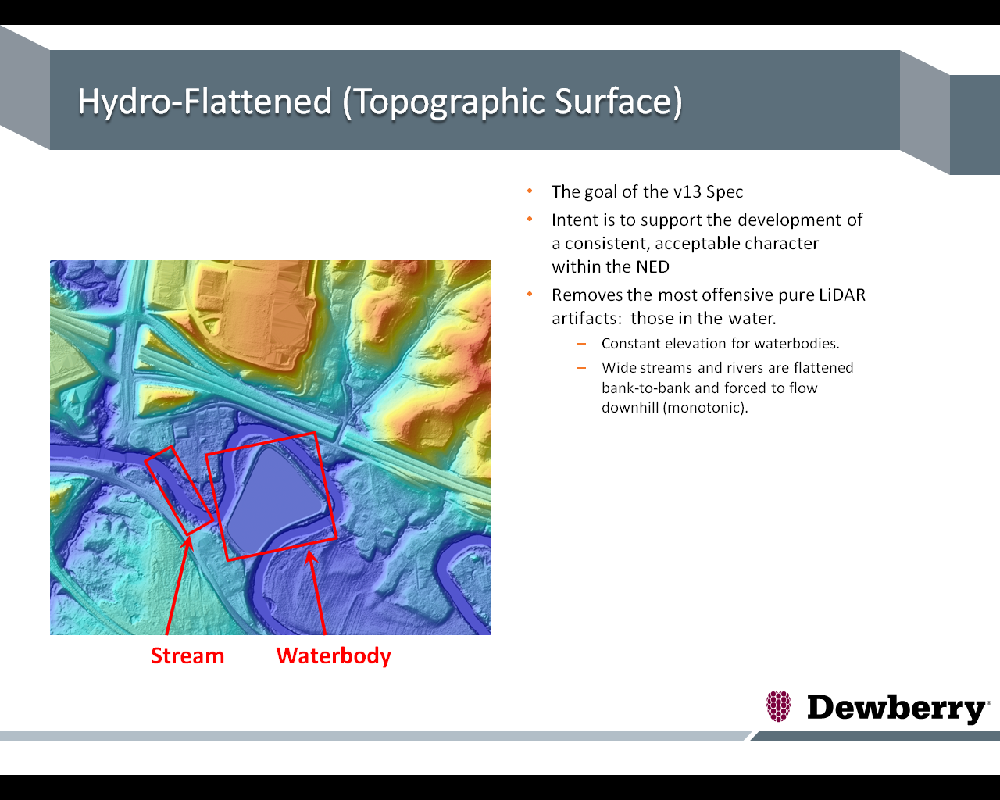 Hydro-Flattened (Topographic Surface)
• The goal of the v13 Spec
• Intent is to support the development of
a consistent, acceptable character
within the NED
• Removes the most offensive pure LiDAR
artifacts:  those in the water.
– Constant elevation for waterbodies.
– Wide streams and rivers are flattened
bank-to-bank and forced to flow
downhill (monotonic).
Stream
Waterbody
Dewberry®